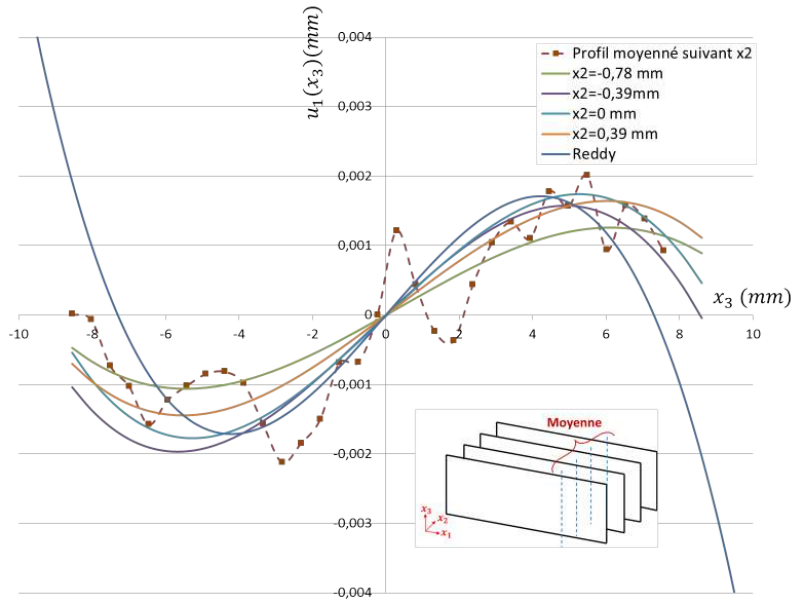 u₁(x₃)(mm)
0,004
0,003
0,002
0,001
0
-0,001
-0,002
-0,003
-0,004
-10
-8
-6
-4
-2
0
2
4
6
8
10
x₃ (mm)
Profil moyenné suivant x2
x2=-0,78 mm
x2=-0,39mm
x2=0 mm
x2=0,39 mm
Reddy
Moyenne
x₃
x₂
x₁